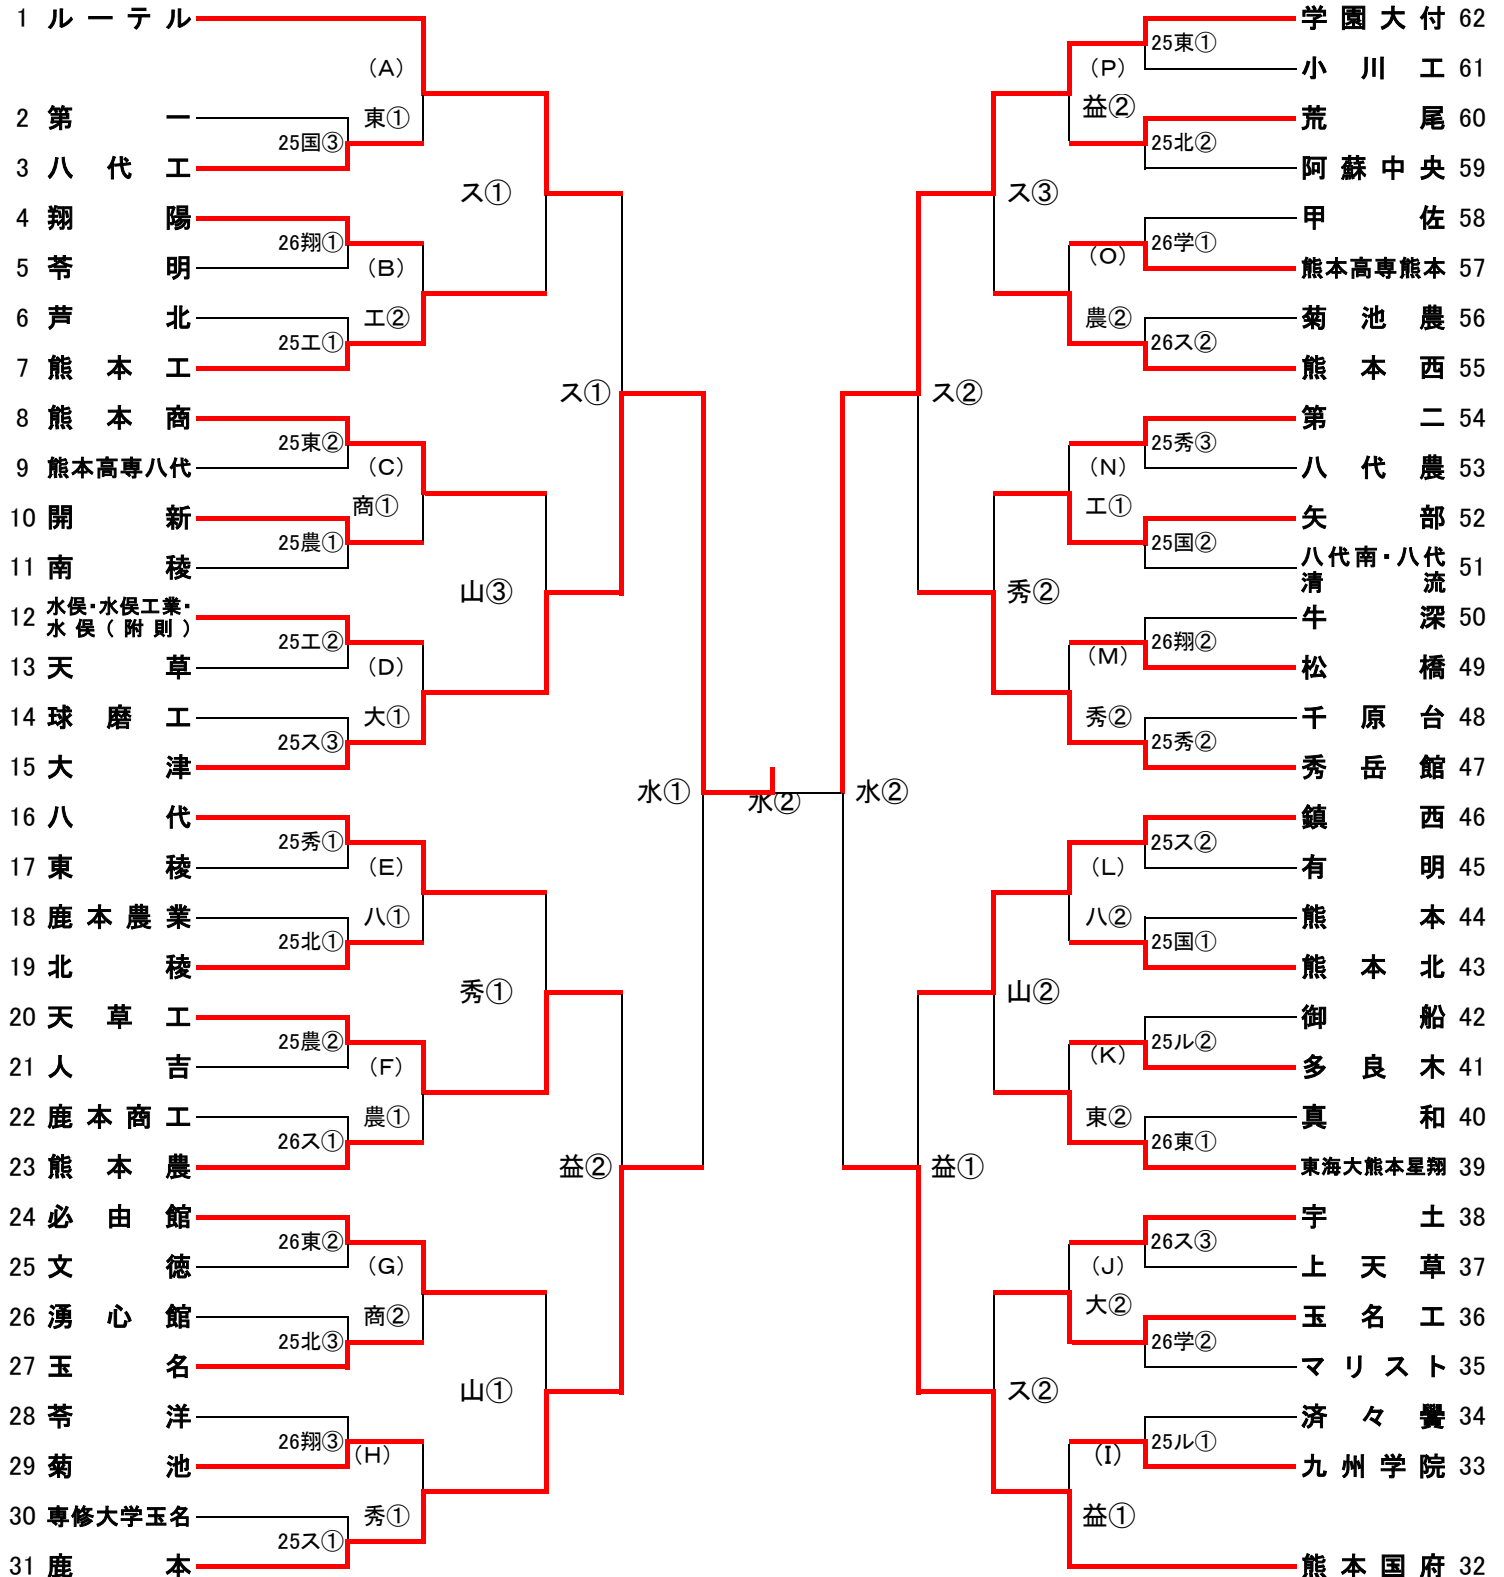 1 ルーテル
(A)
東①
2 第一
25国③
3 八代工
ス①
4 翔陽
26翔①
5 苓明
(B)
6 芦北
工②
25工①
7 熊本工
ス①
8 熊本商
25東②
9 熊本高専八代
(C)
商①
10 開新
25農①
11 南稜
山③
12 水俣・水俣工業・
水俣(附則)
25工②
13 天草
(D)
14 球磨工
大①
25ス③
15 大津
水①
水②
16 八代
25秀①
17 東稜
(E)
18 鹿本農業
八①
25北①
19 北稜
秀①
20 天草工
25農②
21 人吉
(F)
22 鹿本商工
農①
26ス①
23 熊本農
益②
24 必由館
26東②
25 文徳
(G)
26 湧心館
商②
25北③
27 玉名
山①
28 苓洋
26翔③
(H)
29 菊池
30 専修大学玉名
秀①
25ス①
31 鹿本
学園大付 62
25東①
(P)
小川工 61
益②
荒尾 60
25北②
阿蘇中央 59
ス③
甲佐 58
26学①
(O)
熊本高専熊本 57
農②
菊池農 56
26ス②
熊本西 55
ス②
第二 54
25秀③
(N)
八代農 53
工①
矢部 52
25国②
八代南・八代
清流 51
秀②
牛深 50
26翔②
(M)
松橋 49
秀②
千原台 48
25秀②
秀岳館 47
水②
鎮西 46
25ス②
(L)
有明 45
八②
熊本 44
25国①
熊本北 43
山②
御船 42
25ル②
(K)
多良木 41
東②
真和 40
26東①
東海大熊本星翔 39
益①
宇土 38
26ス③
(J)
上天草 37
大②
玉名工 36
26学②
マリスト 35
ス②
済々黌 34
25ル①
(I)
九州学院 33
益①
熊本国府 32